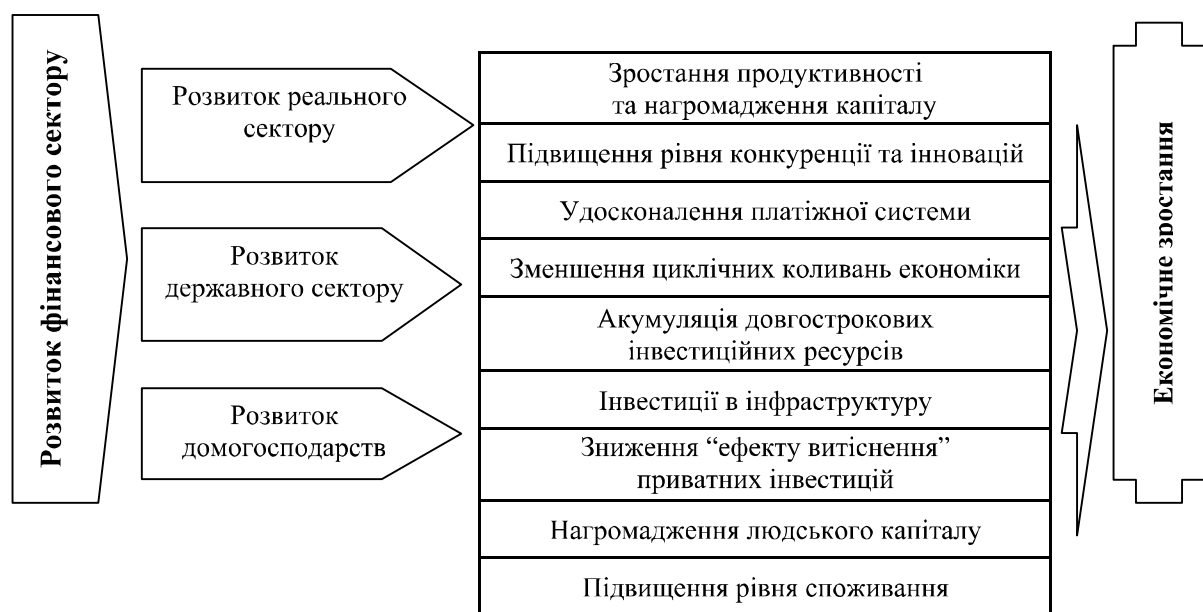 Розвиток фінансового сектору
Розвиток реального
сектору
Розвиток
державного сектору
Розвиток
домогосподарств
Зростання продуктивності
та нагромадження капіталу
Підвищення рівня конкуренції та інновацій
Удосконалення платіжної системи
Зменшення циклічних коливань економіки
Акумуляція довгострокових
інвестиційних ресурсів
Інвестиції в інфраструктуру
Зниження “ефекту витіснення”
приватних інвестицій
Нагромадження людського капіталу
Підвищення рівня споживання
Економічне зростання